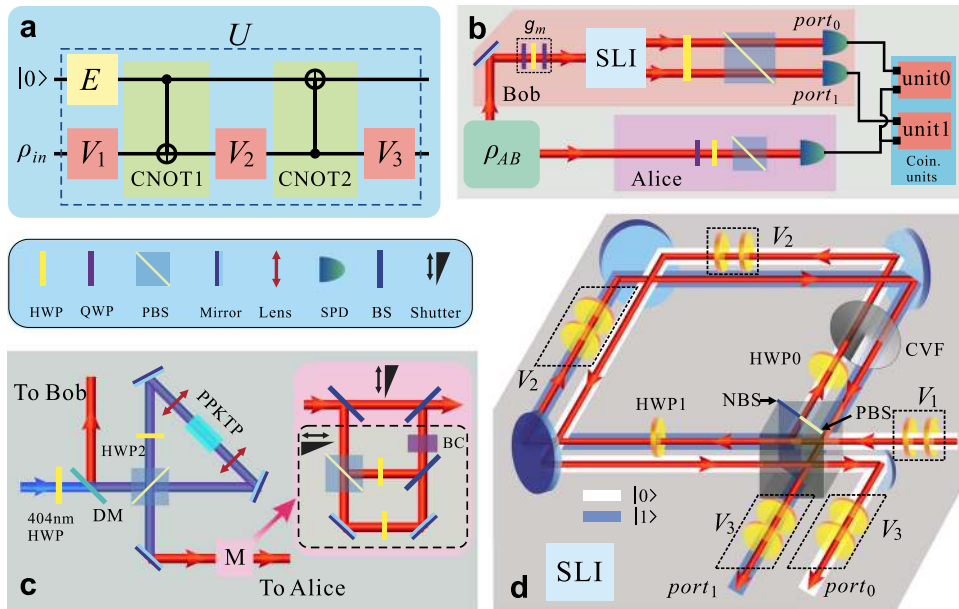 a
U
|0⟩
E
ρin
V1
V2
V3
CNOT1
CNOT2
b
gm
SLI
port0
Bob
port1
unit0
unit1
ρAB
Alice
Coin.
units
HWP
QWP
PBS
Mirror
Lens
SPD
BS
Shutter
To Bob
PPKTP
HWP2
BC
404nm
HWP
DM
M
c
To Alice
V2
CVF
HWP0
V2
NBS
PBS
V1
HWP1
|0⟩
|1⟩
V3
V3
d
SLI
port1
port0